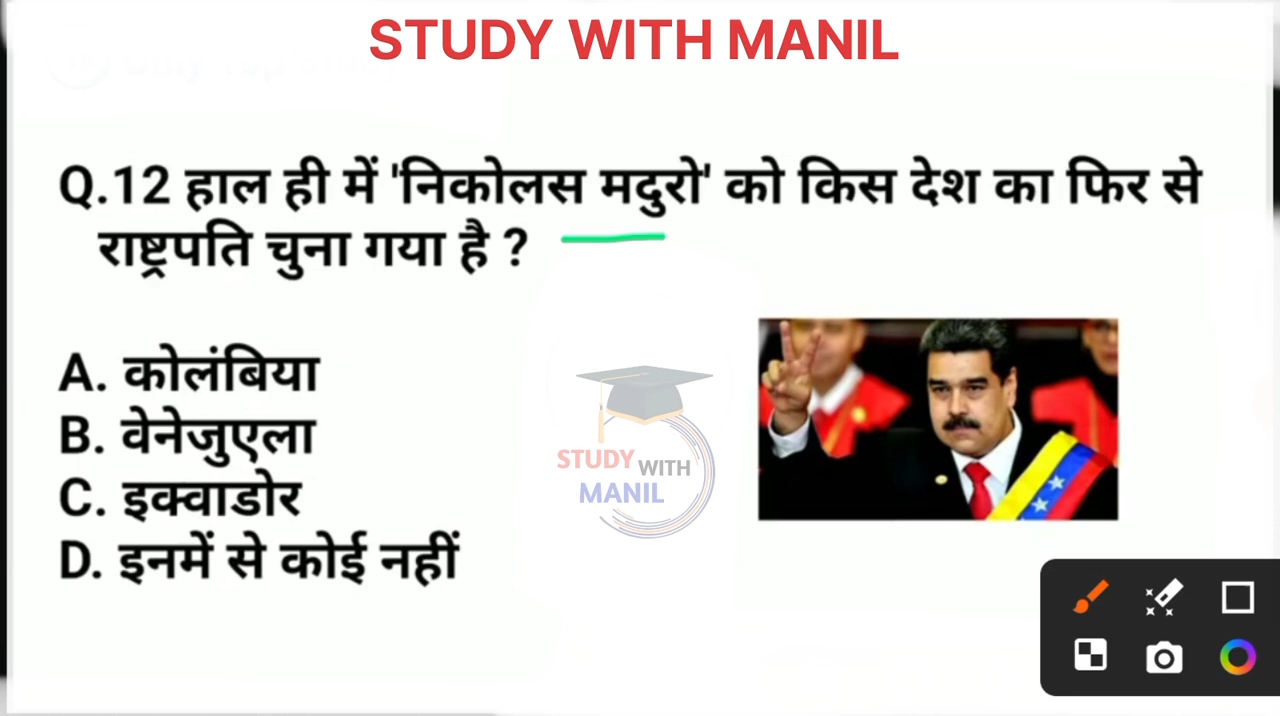 STUDY WITH MANIL
Q.12 हाल ही में 'निकोलस मदुरो' को किस देश का फिर से
राष्ट्रपति चुना गया है ?
A. कोलंबिया
B. वेनेजुएला
C. इक्वाडोर
D. इनमें से कोई नहीं
STUDY WITH
MANIL